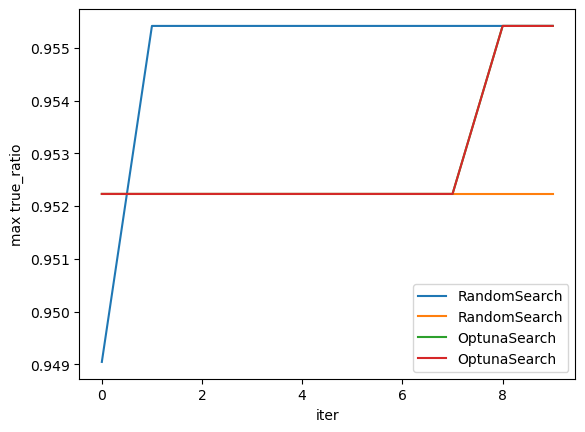 max true_ratio
0.955
0.954
0.953
0.952
0.951
0.950
0.949
0
2
4
6
8
iter
RandomSearch
RandomSearch
OptunaSearch
OptunaSearch